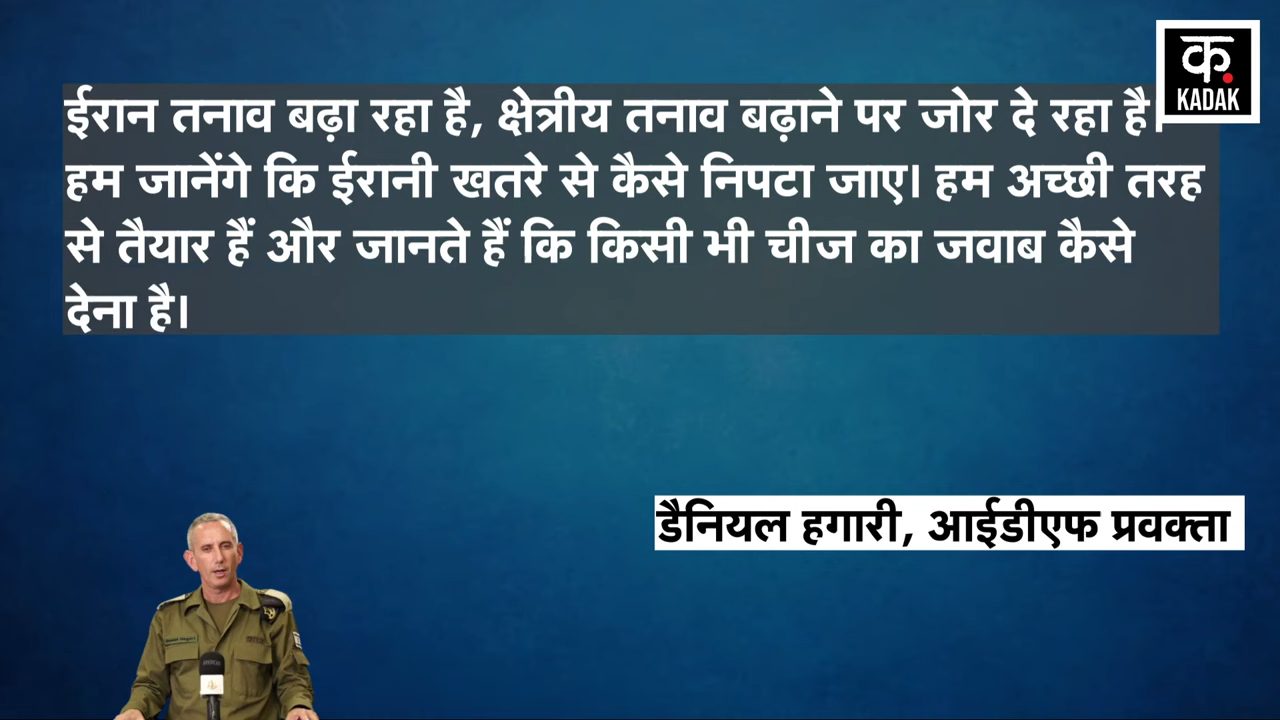 क
KADAK
ईरान तनाव बढ़ा रहा है, क्षेत्रीय तनाव बढ़ाने पर जोर दे रहा है।
हम जानेंगे कि ईरानी खतरे से कैसे निपटा जाए। हम अच्छी तरह
से तैयार हैं और जानते हैं कि किसी भी चीज का जवाब कैसे
देना है।
डैनियल हगारी, आईडीएफ प्रवक्ता